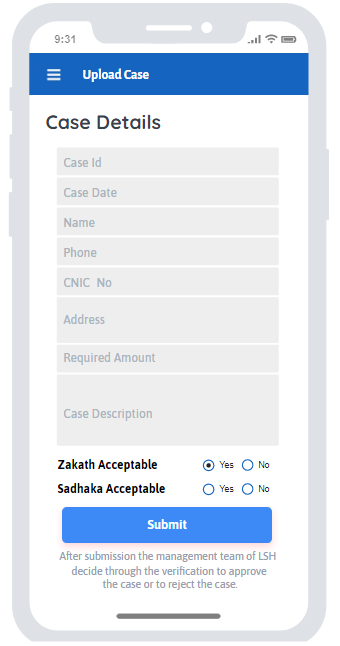 9:31
Upload Case
Case Details
Case Id
Case Date
Name
Phone
CNIC No
Address
Required Amount
Case Description
Zakath Acceptable Yes No
Sadhaka Acceptable Yes No
Submit
After submission the management team of LSH
decide through the verification to approve
the case or to reject the case.